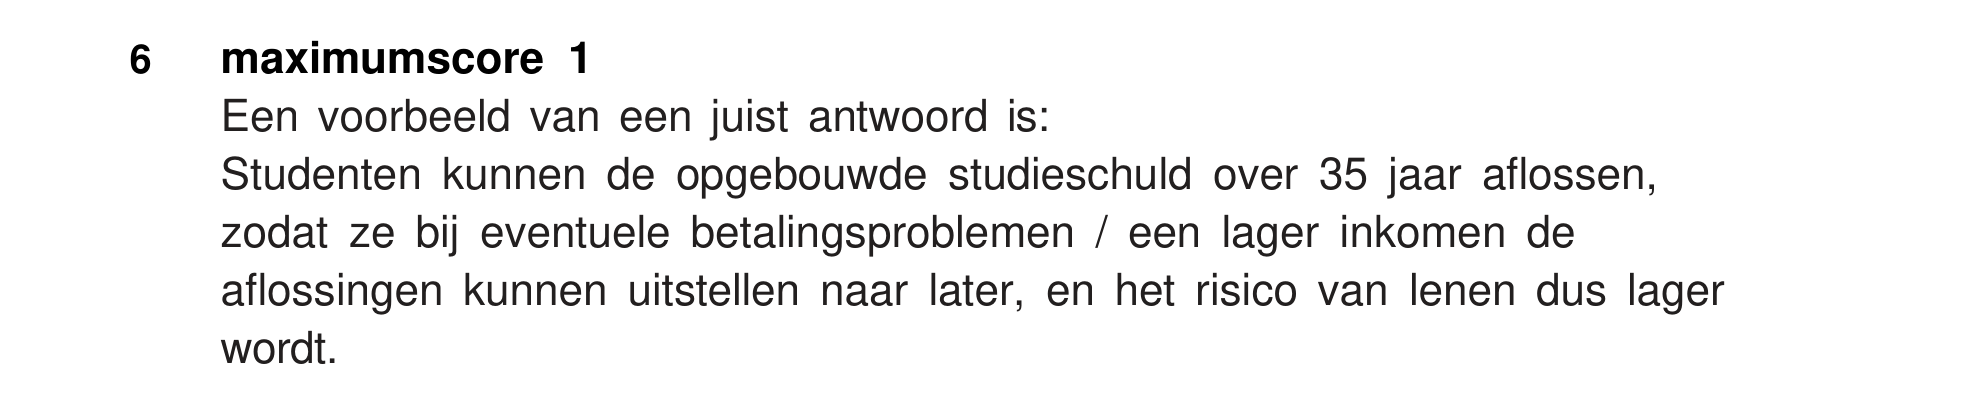 6 maximumscore 1
Een voorbeeld van een juist antwoord is:
Studenten kunnen de opgebouwde studieschuld over 35 jaar aflossen,
zodat ze bij eventuele betalingsproblemen / een lager inkomen de
aflossingen kunnen uitstellen naar later, en het risico van lenen dus lager
wordt.